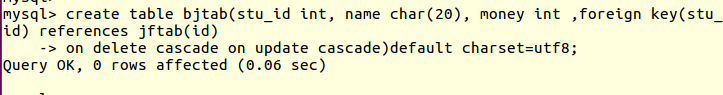 mysql> create table bjtab(stu_id int, name char(20), money int ,foreign key(stu_
id) references jftab(id)
    -> on delete cascade on update cascade)default charset=utf8;
Query OK, 0 rows affected (0.06 sec)